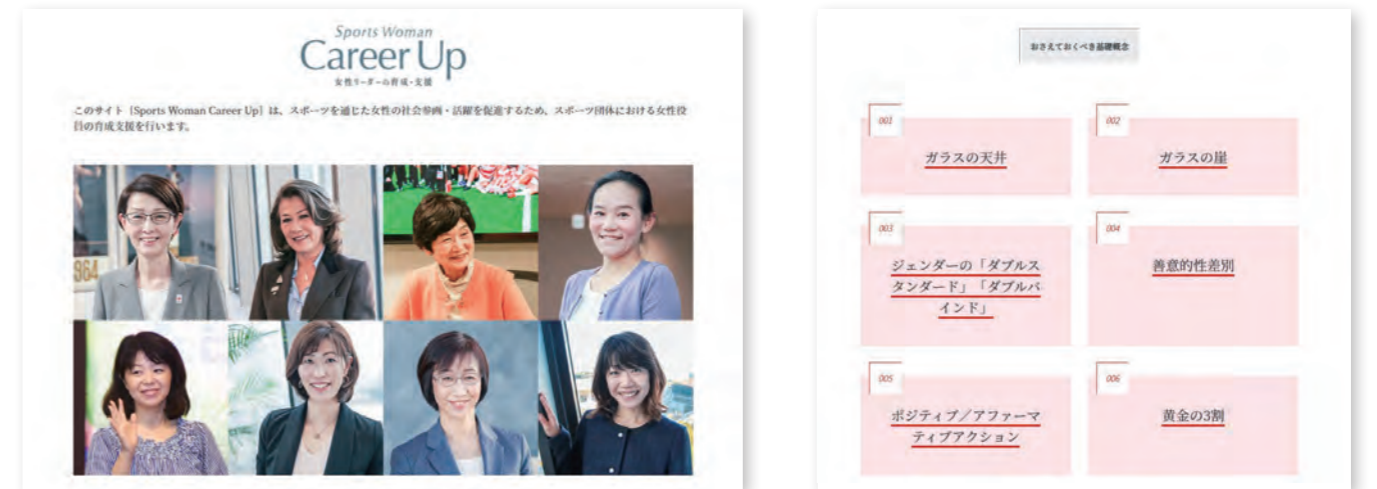 Sports Woman
Career Up
女性リーダーの育成・支援
このサイト［Sports Woman Career Up］は、スポーツを通じた女性の社会参画・活躍を促進するため、スポーツ団体における女性役
員の育成支援を行います。
964
おさえておくべき基礎概念
001
ガラスの天井
002
ガラスの崖
003
ジェンダーの「ダブルス
タンダード」「ダブルバ
インド」
004
善意的性差別
005
ポジティブ／アファーマ
ティブアクション
006
黄金の3割